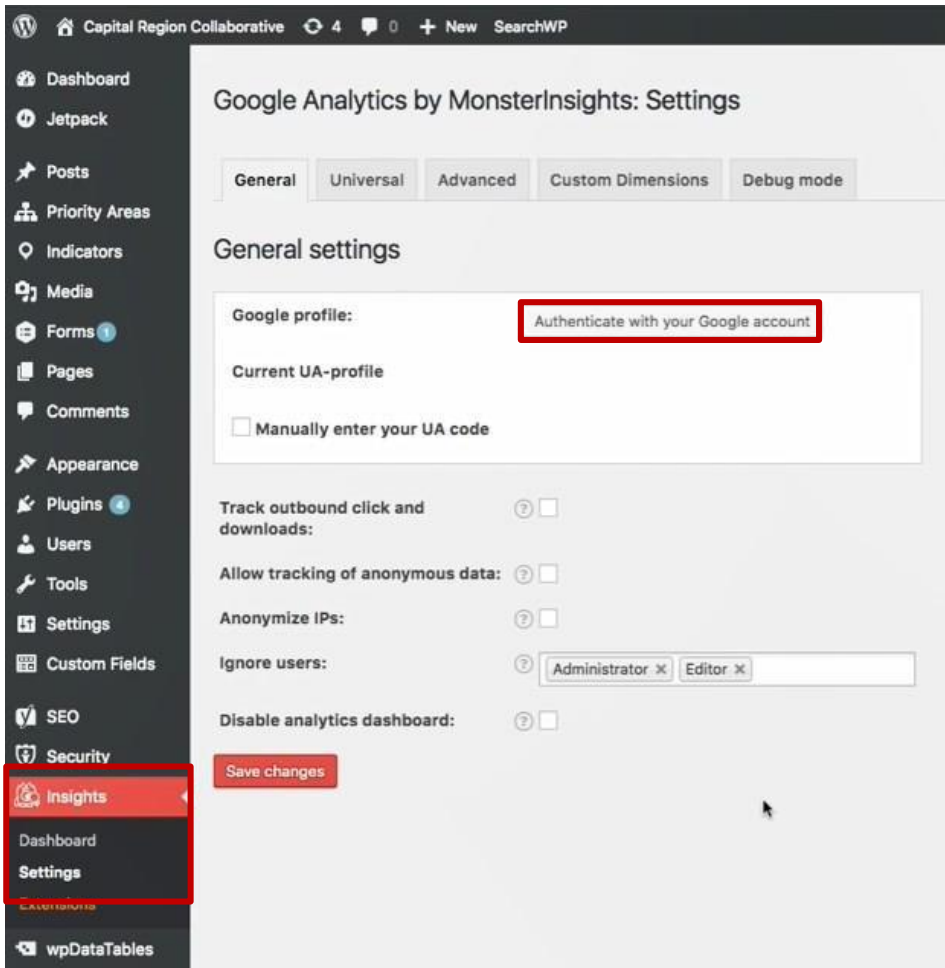 Capital Region Collaborative 4 0 + New SearchWP
Dashboard
Jetpack
Posts
Priority Areas
Indicators
Media
Forms 1
Pages
Comments
Appearance
Plugins 4
Users
Tools
Settings
Custom Fields
SEO
Security
Insights
Dashboard
Settings
Extensions
wpDataTables
Google Analytics by MonsterInsights: Settings
General Universal Advanced Custom Dimensions Debug mode
General settings
Google profile: Authenticate with your Google account
Current UA-profile
Manually enter your UA code
Track outbound click and
downloads: ?
Allow tracking of anonymous data: ?
Anonymize IPs: ?
Ignore users: ? Administrator × Editor ×
Disable analytics dashboard: ?
Save changes